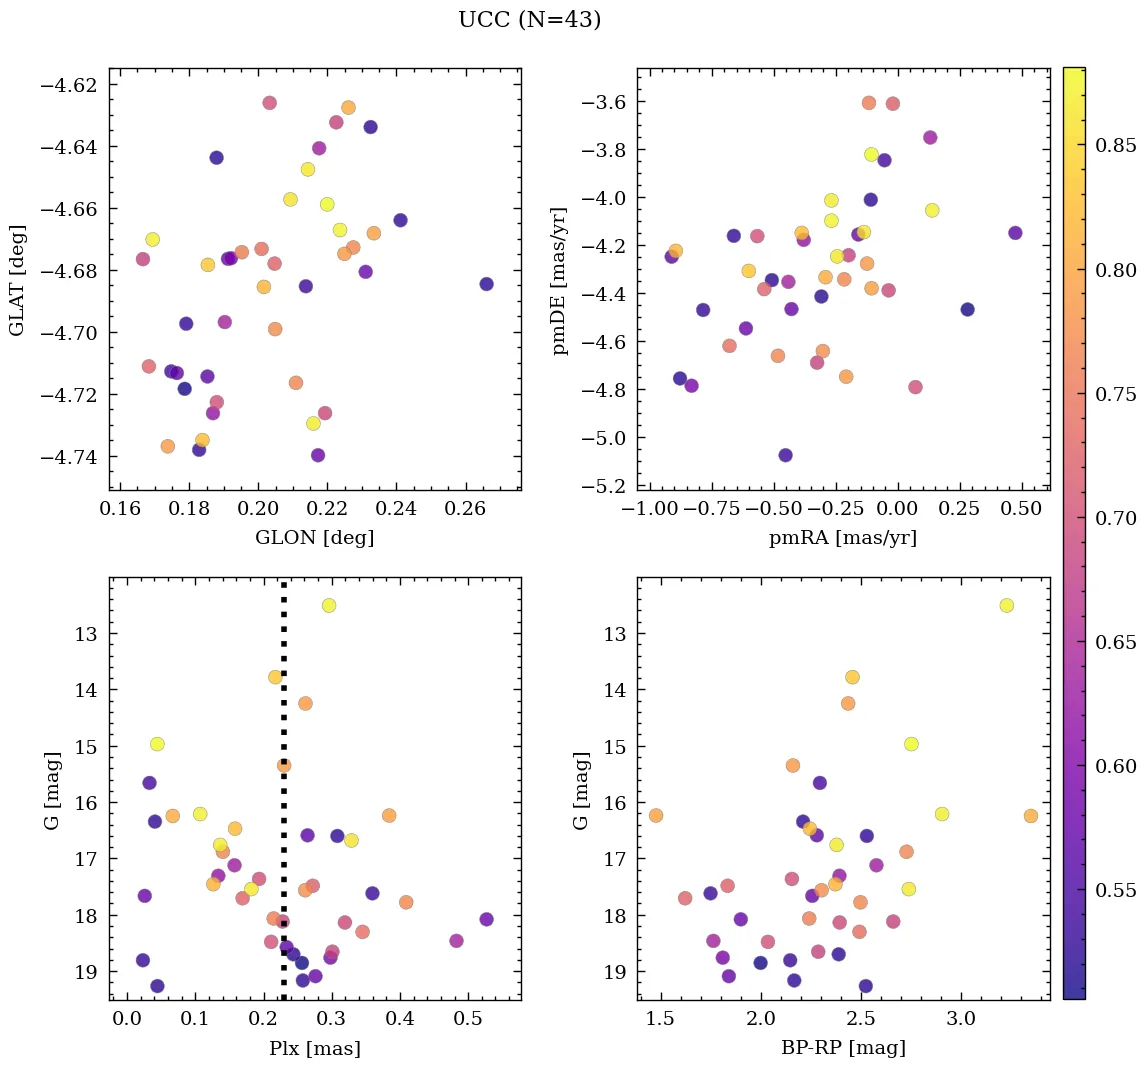 UCC (N=43)
−4.62
−4.64
−4.66
−4.68
−4.70
−4.72
−4.74
GLAT [deg]
0.16 0.18 0.20 0.22 0.24 0.26
GLON [deg]
−3.6
−3.8
−4.0
−4.2
−4.4
−4.6
−4.8
−5.0
−5.2
pmDE [mas/yr]
−1.00 −0.75 −0.50 −0.25 0.00 0.25 0.50
pmRA [mas/yr]
13
14
15
16
17
18
19
G [mag]
0.0 0.1 0.2 0.3 0.4 0.5
Plx [mas]
13
14
15
16
17
18
19
G [mag]
1.5 2.0 2.5 3.0
BP-RP [mag]
0.85
0.80
0.75
0.70
0.65
0.60
0.55